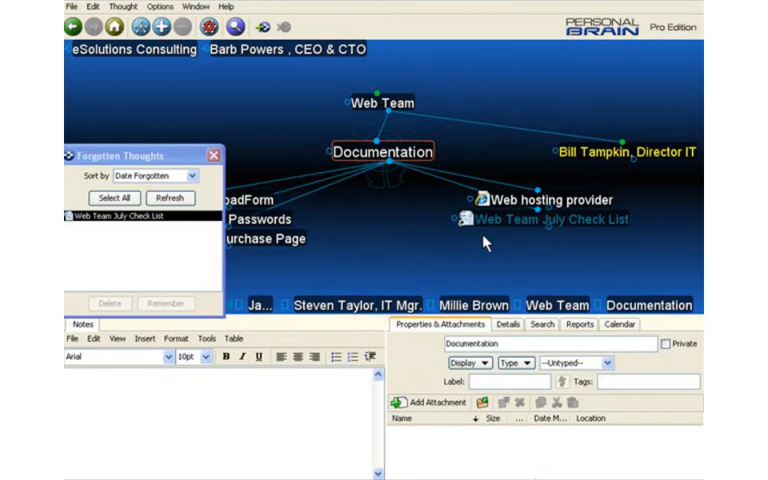 File Edit Thought Options Window Help
PERSONAL BRAIN Pro Edition
eSolutions Consulting Barb Powers , CEO & CTO
Web Team
Documentation
Bill Tampkin, Director IT
Forgotten Thoughts
Sort by Date Forgotten
Select All Refresh
Web Team July Check List
Delete Remember
oadForm
Web hosting provider
Passwords
Web Team July Check List
urchase Page
Ja... Steven Taylor, IT Mgr. Millie Brown Web Team Documentation
Notes
File Edit View Insert Format Tools Table
Arial 10pt B I U
Properties & Attachments Details Search Reports Calendar
Documentation Private
Display Type --Untyped--
Label: Tags:
Add Attachment
Name Size ... Date M... Location